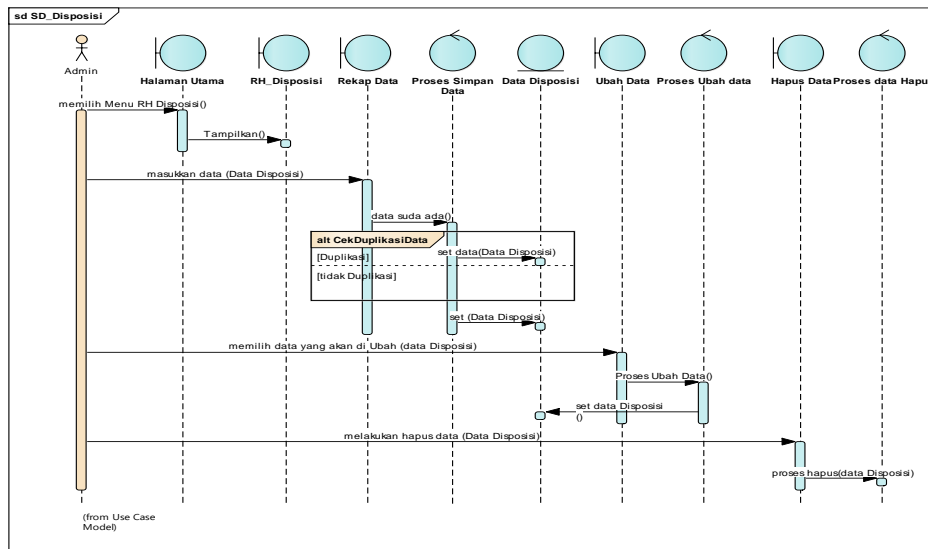 sd SD_Disposisi
Admin
Halaman Utama
RH_Disposisi
Rekap Data
Proses Simpan
Data
Data Disposisi
Ubah Data
Proses Ubah data
Hapus Data
Proses data Hapus
memilih Menu RH Disposisi()
Tampilkan()
masukkan data (Data Disposisi)
data suda ada()
alt CekDuplikasiData
[Duplikasi]
set data(Data Disposisi)
[tidak Duplikasi]
set (Data Disposisi)
memilih data yang akan di Ubah (data Disposisi)
Proses Ubah Data()
set data Disposisi
()
melakukan hapus data (Data Disposisi)
proses hapus(data Disposisi)
(from Use Case
Model)